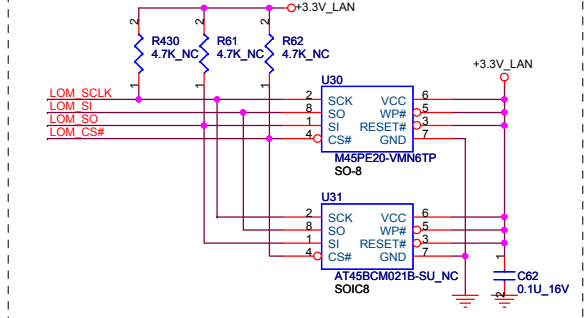 +3.3V_LAN
2 2 2
R430 R61 R62
4.7K_NC 4.7K_NC 4.7K_NC
+3.3V_LAN
1 1 1
U30
LOM_SCLK 2 SCK VCC 6
LOM_SI 8 SO WP# 5
LOM_SO 1 SI RESET# 3
LOM_CS# 4 CS# GND 7
M45PE20-VMN6TP
SO-8
U31
2 SCK VCC 6
8 SO WP# 5
1 SI RESET# 3
4 CS# GND 7
AT45BCM021B-SU_NC
SOIC8
1
C62
0.1U_16V
2